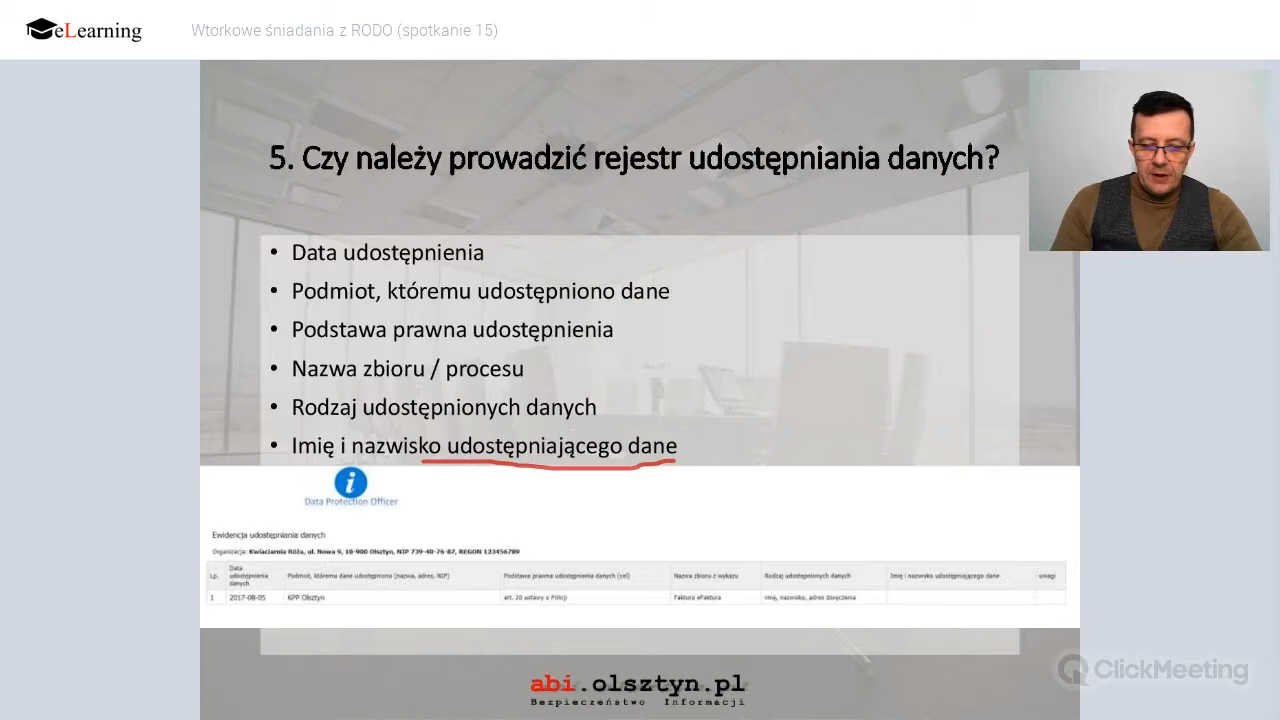 eLearning
Wtorkowe śniadania z RODO (spotkanie 15)
5. Czy należy prowadzić rejestr udostępniania danych?
• Data udostępnienia
• Podmiot, któremu udostępniono dane
• Podstawa prawna udostępnienia
• Nazwa zbioru / procesu
• Rodzaj udostępnionych danych
• Imię i nazwisko udostępniającego dane
i
Data Protection Officer
Ewidencja udostępniania danych
Organizacja: Kwiaciarnia Róża, ul. Nowa 9, 10-900 Olsztyn, NIP 739-40-76-87, REGON 123456789
Lp. Data udostępnienia danych Podmiot, któremu dane udostępniono (nazwa, adres, NIP) Podstawa prawna udostępnienia danych (cel) Nazwa zbioru z wykazu Rodzaj udostępnionych danych Imię i nazwisko udostępniającego dane uwagi
1 2017-08-05 KPP Olsztyn art. 20 ustawy o Policji Faktura eFaktura imię, nazwisko, adres doręczenia
abi.olsztyn.pl
Bezpieczeństwo Informacji
ClickMeeting